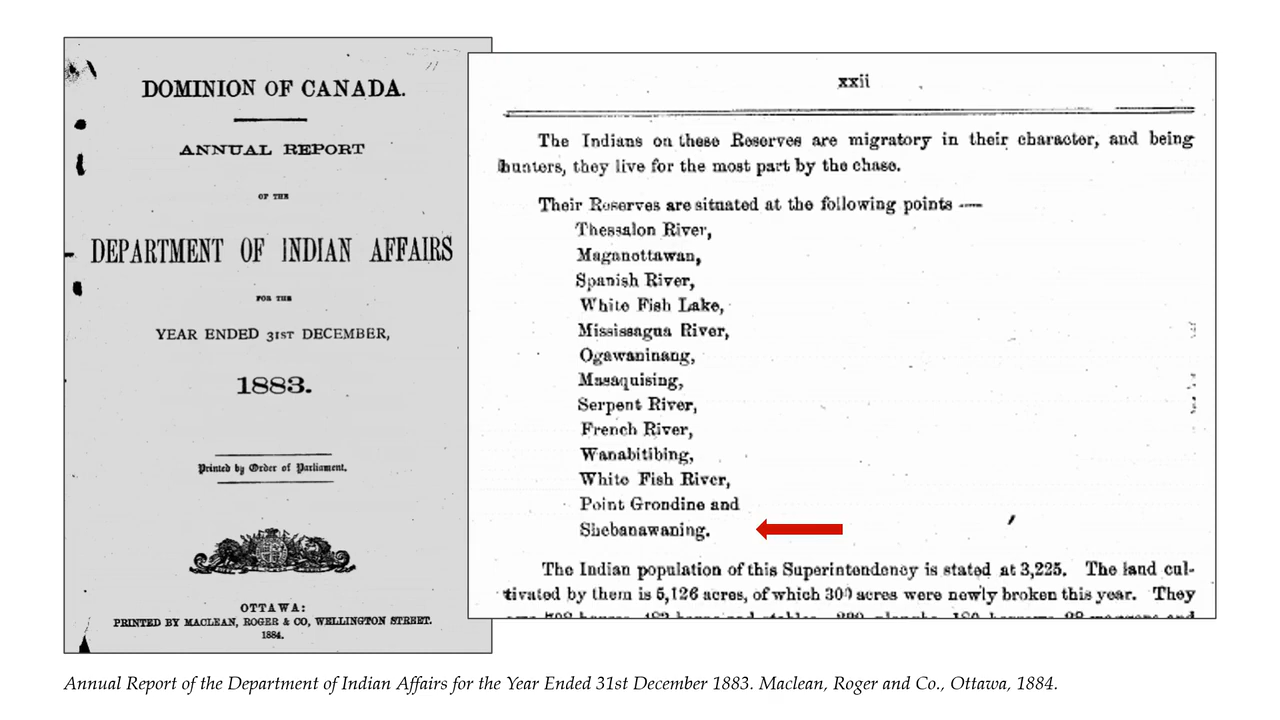 DOMINION OF CANADA.
ANNUAL REPORT
OF THE
DEPARTMENT OF INDIAN AFFAIRS
FOR THE
YEAR ENDED 31ST DECEMBER,
1883.
Printed by Order of Parliament.
OTTAWA:
PRINTED BY MACLEAN, ROGER & CO, WELLINGTON STREET.
1884.
xxii
The Indians on these Reserves are migratory in their character, and being
hunters, they live for the most part by the chase.
Their Reserves are situated at the following points —
Thessalon River,
Maganottawan,
Spanish River,
White Fish Lake,
Mississagua River,
Ogawaninang,
Masaquising,
Serpent River,
French River,
Wanabitibing,
White Fish River,
Point Grondine and
Shebanawaning.
The Indian population of this Superintendency is stated at 3,225. The land cul-
tivated by them is 5,126 acres, of which 300 acres were newly broken this year. They
Annual Report of the Department of Indian Affairs for the Year Ended 31st December 1883. Maclean, Roger and Co., Ottawa, 1884.